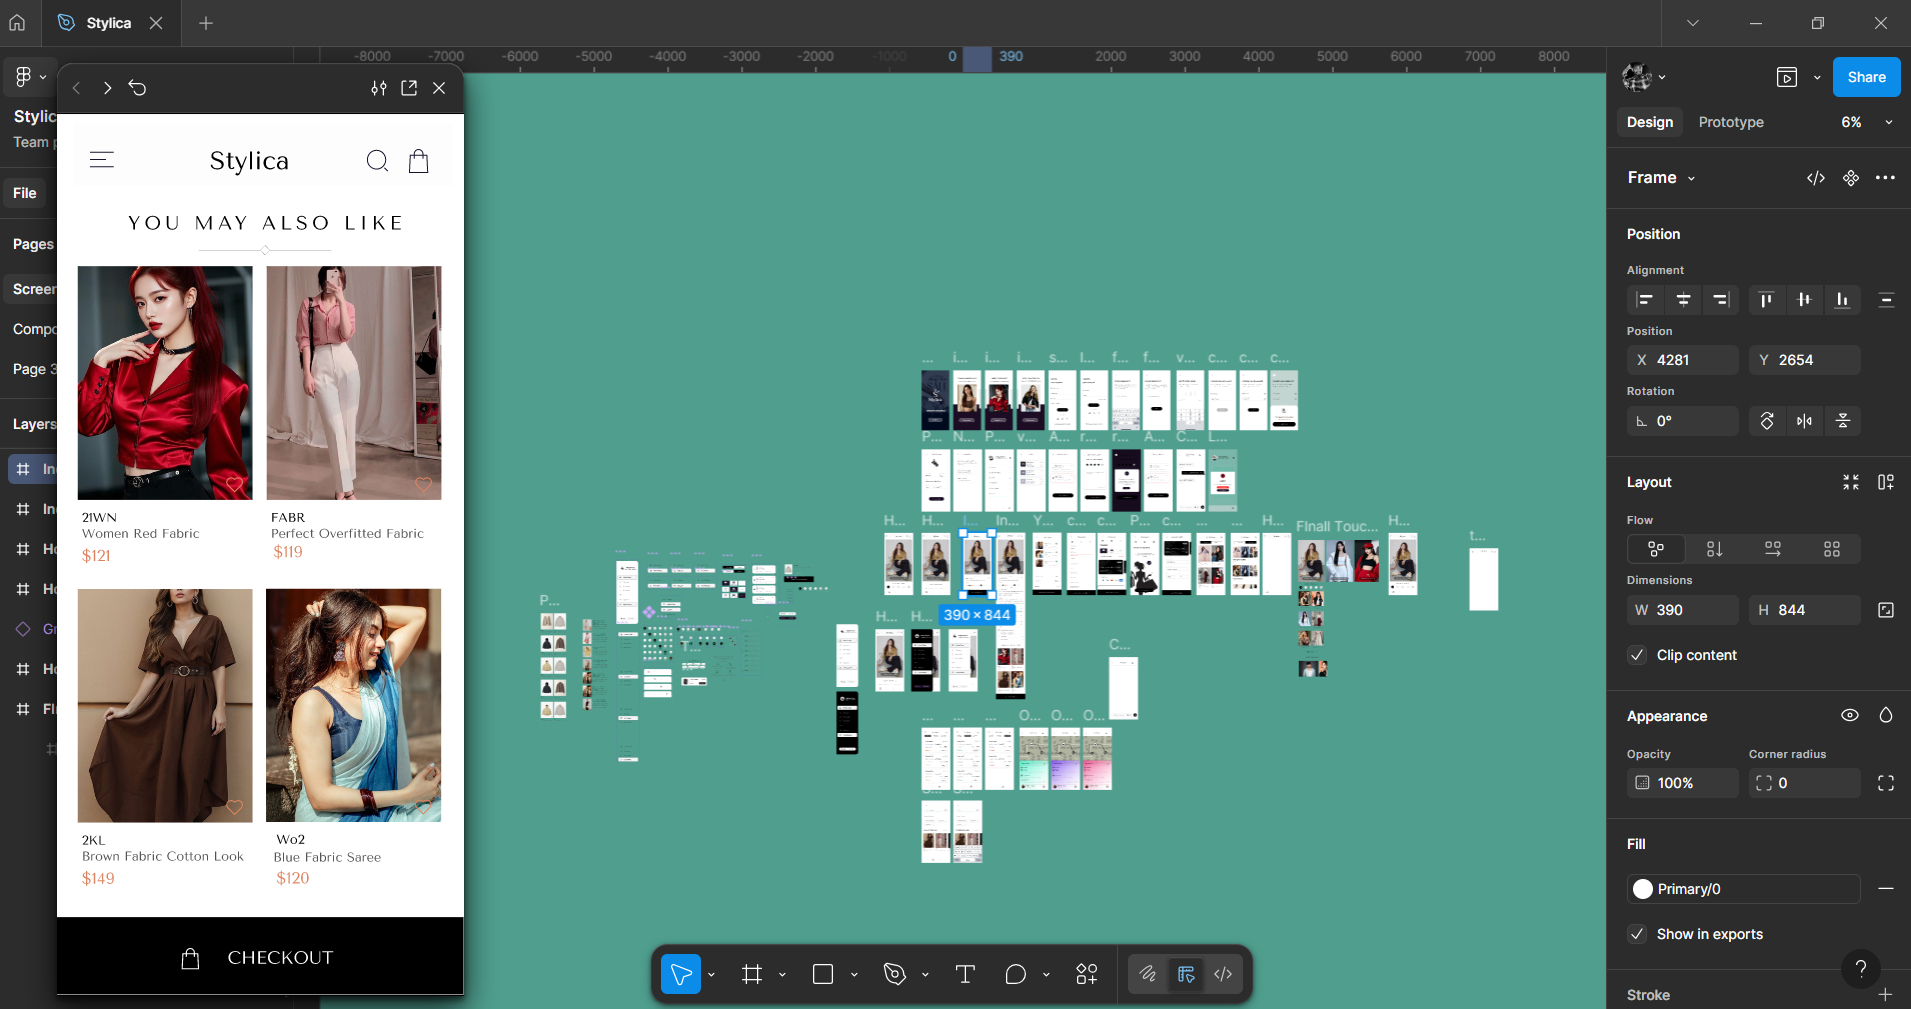 Stylica
-8000 -7000 -6000 -5000 -4000 -3000 -2000 -1000 0 390 2000 3000 4000 5000 6000 7000 8000
Stylic
Team p
File
Pages
Screen
Compo
Page 3
Layers
In
In
Ho
Ho
Gr
Ho
FI
Stylica
YOU MAY ALSO LIKE
21WN
Women Red Fabric
$121
FABR
Perfect Overfitted Fabric
$119
2KL
Brown Fabric Cotton Look
$149
Wo2
Blue Fabric Saree
$120
CHECKOUT
... i... i... i... s... l... f... f... v... c... c... c...
P... N... P... v... A... r... r... A... C... L...
H... H... I... In... Y... c... c... P... c... ... ... H... FInall Touc... H... t...
P...
H... H...
390 × 844
C...
... ... ... O... O... O...
Share
Design Prototype 6%
Frame
Position
Alignment
Position
X 4281 Y 2654
Rotation
0°
Layout
Flow
Dimensions
W 390 H 844
Clip content
Appearance
Opacity Corner radius
100% 0
Fill
Primary/0
Show in exports
?
Stroke